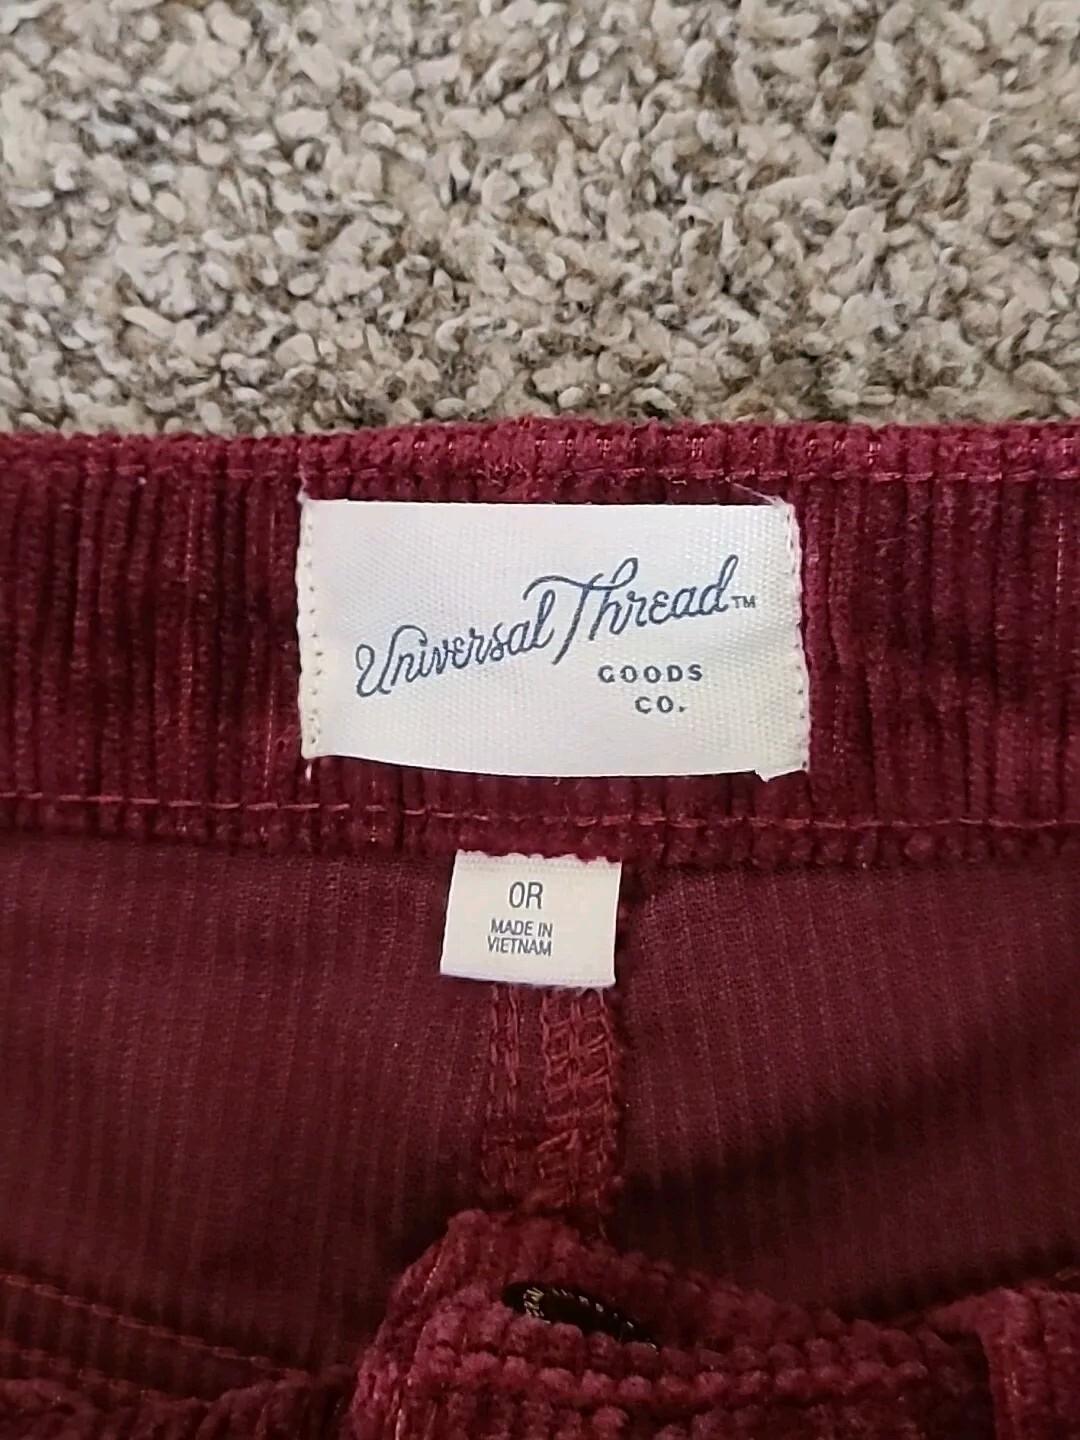 Universal Thread™
GOODS
CO.
0R
MADE IN
VIETNAM